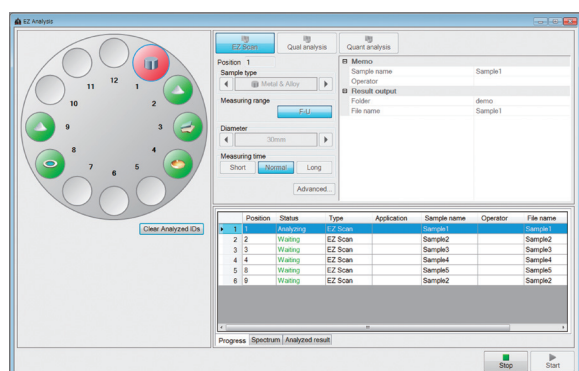 EZ Analysis
EZ Scan Qual analysis Quant analysis
Position 1
Sample type
Metal & Alloy
Measuring range
F-U
Diameter
30mm
Measuring time
Short Normal Long
Advanced...
Memo
Sample name Sample1
Operator
Result output
Folder demo
File name Sample1
12
11 1
10 2
9 3
8 4
7 6 5
Clear Analyzed IDs
Position Status Type Application Sample name Operator File name
1 1 Analyzing EZ Scan Sample1 Sample1
2 2 Waiting EZ Scan Sample2 Sample2
3 3 Waiting EZ Scan Sample3 Sample3
4 4 Waiting EZ Scan Sample4 Sample4
5 8 Waiting EZ Scan Sample5 Sample5
6 9 Waiting EZ Scan Sample2 Sample2
Progress Spectrum Analyzed result
Stop Start